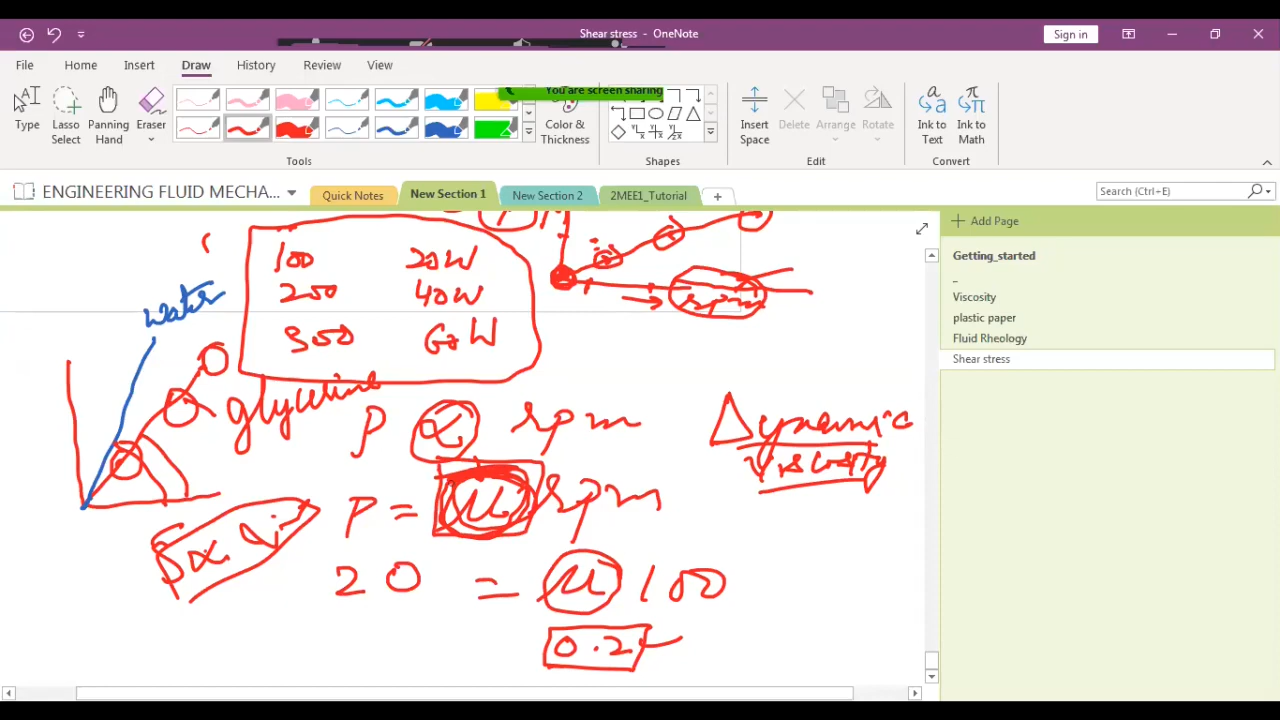 Shear stress - OneNote
Sign in
File Home Insert Draw History Review View
You are screen sharing
Type
Lasso Select
Panning Hand
Eraser
Color & Thickness
Insert Space
Delete
Arrange
Rotate
Ink to Text
Ink to Math
Tools
Shapes
Edit
Convert
ENGINEERING FLUID MECHA...
Quick Notes
New Section 1
New Section 2
2MEE1_Tutorial
Search (Ctrl+E)
Add Page
Getting_started
Viscosity
plastic paper
Fluid Rheology
Shear stress
100 20W
200 40W
300 60W
rpm
water
glycerine
P α rpm
Dynamic
Viscosity
P = μ rpm
20 = μ 100
0.2